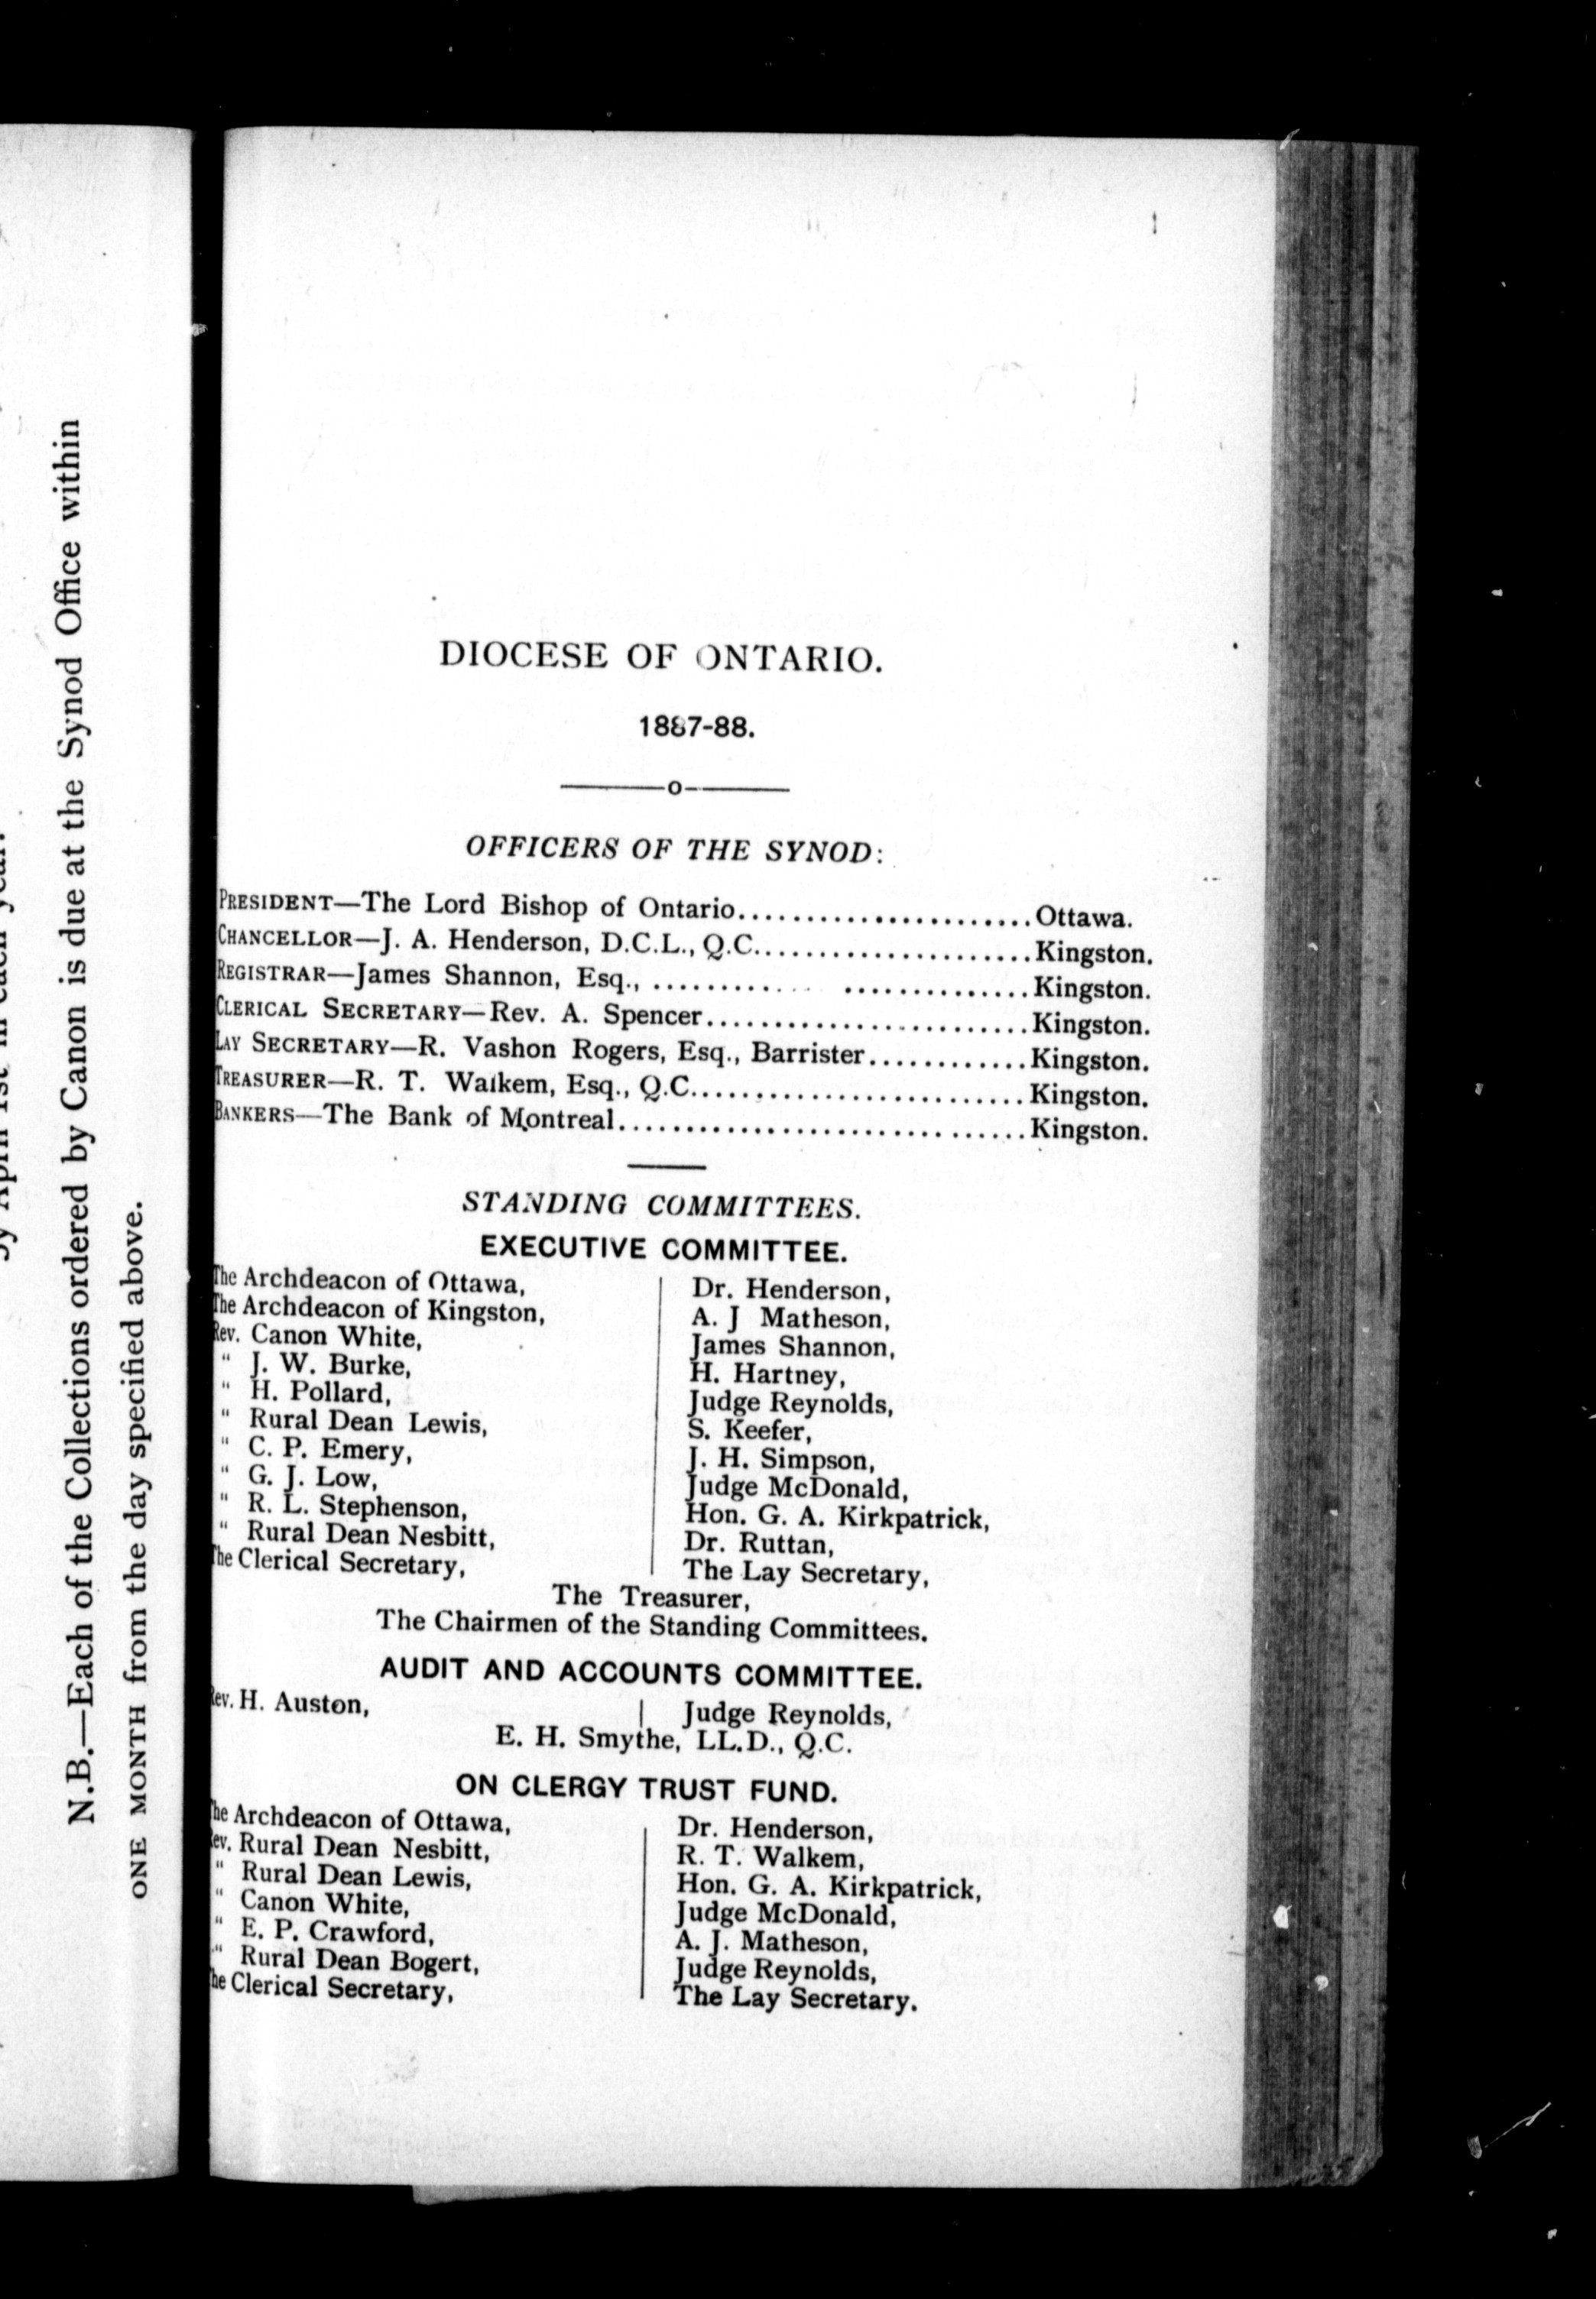 by April 1st in each year.
N.B.—Each of the Collections ordered by Canon is due at the Synod Office within
ONE MONTH from the day specified above.
DIOCESE OF ONTARIO.
1887-88.
OFFICERS OF THE SYNOD:
PRESIDENT—The Lord Bishop of Ontario.......................Ottawa.
CHANCELLOR—J. A. Henderson, D.C.L., Q.C.....................Kingston.
REGISTRAR—James Shannon, Esq., ......................... Kingston.
CLERICAL SECRETARY—Rev. A. Spencer........................Kingston.
LAY SECRETARY—R. Vashon Rogers, Esq., Barrister............Kingston.
TREASURER—R. T. Walkem, Esq., Q.C.........................Kingston.
BANKERS—The Bank of Montreal..............................Kingston.
STANDING COMMITTEES.
EXECUTIVE COMMITTEE.
The Archdeacon of Ottawa,
The Archdeacon of Kingston,
Rev. Canon White,
" J. W. Burke,
" H. Pollard,
" Rural Dean Lewis,
" C. P. Emery,
" G. J. Low,
" R. L. Stephenson,
" Rural Dean Nesbitt,
The Clerical Secretary,
Dr. Henderson,
A. J Matheson,
James Shannon,
H. Hartney,
Judge Reynolds,
S. Keefer,
J. H. Simpson,
Judge McDonald,
Hon. G. A. Kirkpatrick,
Dr. Ruttan,
The Lay Secretary,
The Treasurer,
The Chairmen of the Standing Committees.
AUDIT AND ACCOUNTS COMMITTEE.
Rev. H. Auston,
Judge Reynolds,
E. H. Smythe, LL.D., Q.C.
ON CLERGY TRUST FUND.
The Archdeacon of Ottawa,
Rev. Rural Dean Nesbitt,
" Rural Dean Lewis,
" Canon White,
" E. P. Crawford,
" Rural Dean Bogert,
The Clerical Secretary,
Dr. Henderson,
R. T. Walkem,
Hon. G. A. Kirkpatrick,
Judge McDonald,
A. J. Matheson,
Judge Reynolds,
The Lay Secretary.